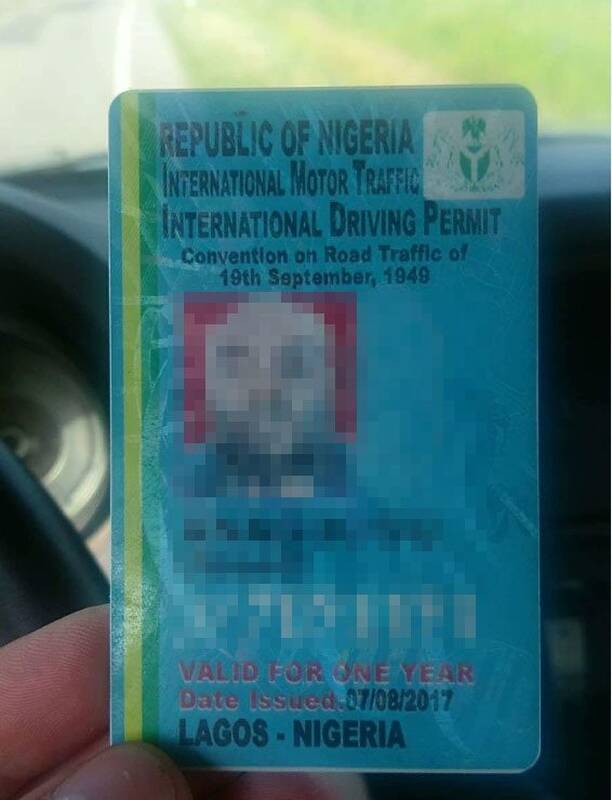 REPUBLIC OF NIGERIA
INTERNATIONAL MOTOR TRAFFIC
INTERNATIONAL DRIVING PERMIT
Convention on Road Traffic of
19th September, 1949
VALID FOR ONE YEAR
Date Issued:07/08/2017
LAGOS - NIGERIA